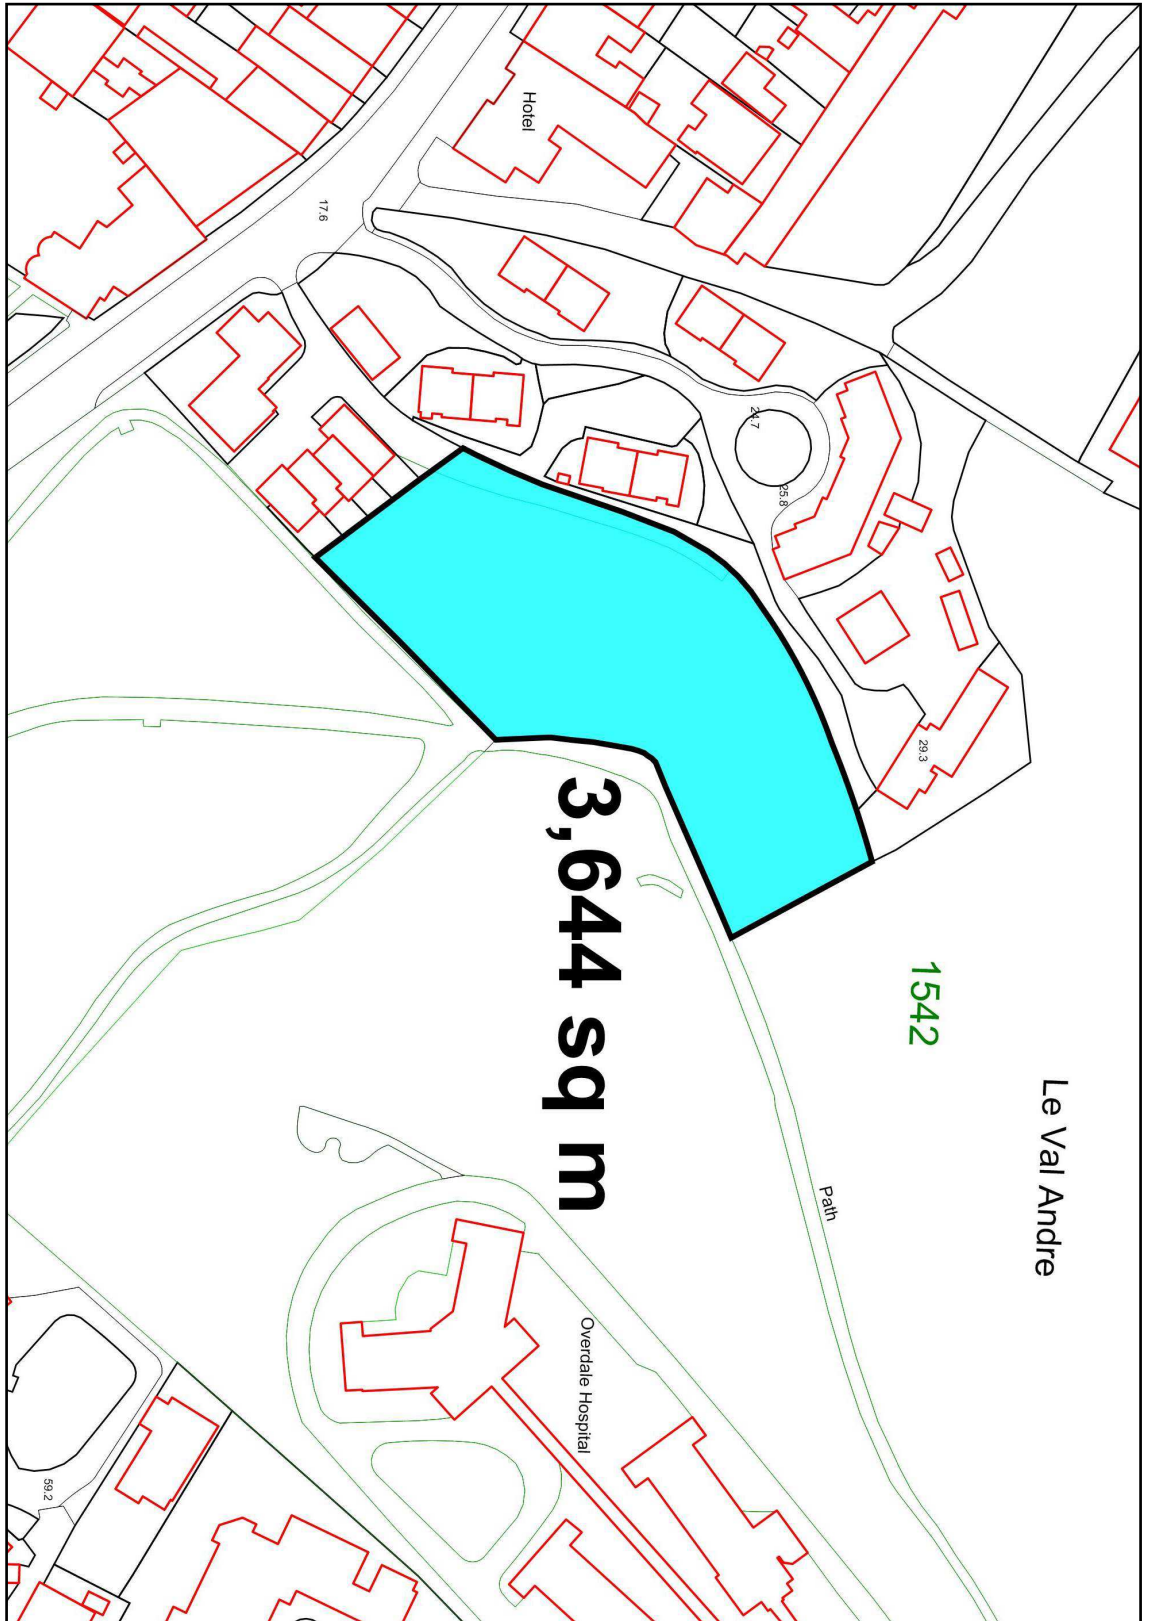 Le Val Andre
1542
Path
3,644 sq m
Overdale Hospital
Hotel
17.6
24.7
25.8
29.3
59.2